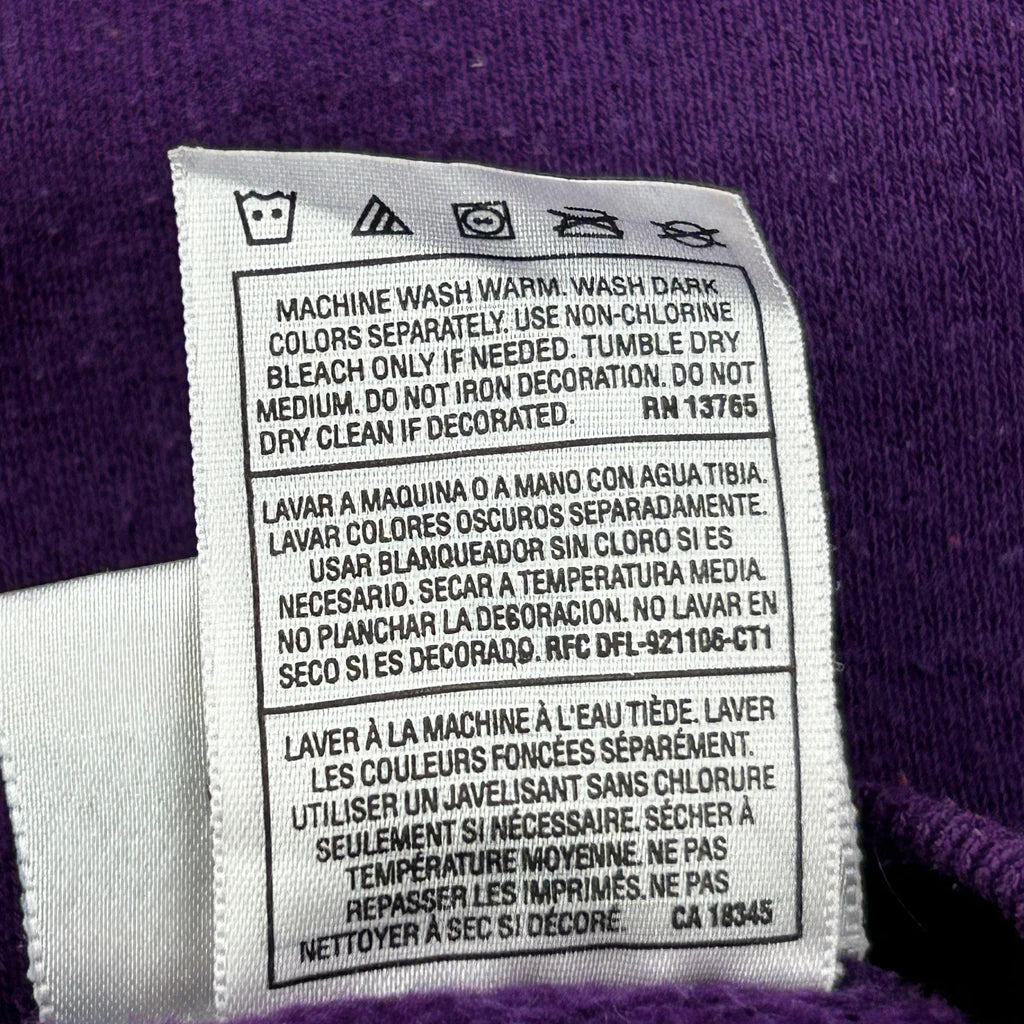 MACHINE WASH WARM. WASH DARK
COLORS SEPARATELY. USE NON-CHLORINE
BLEACH ONLY IF NEEDED. TUMBLE DRY
MEDIUM. DO NOT IRON DECORATION. DO NOT
DRY CLEAN IF DECORATED. RN 13765
LAVAR A MAQUINA O A MANO CON AGUA TIBIA.
LAVAR COLORES OSCUROS SEPARADAMENTE.
USAR BLANQUEADOR SIN CLORO SI ES
NECESARIO. SECAR A TEMPERATURA MEDIA.
NO PLANCHAR LA DECORACION. NO LAVAR EN
SECO SI ES DECORADO. RFC DFL-921106-CT1
LAVER À LA MACHINE À L'EAU TIÈDE. LAVER
LES COULEURS FONCÉES SÉPARÉMENT.
UTILISER UN JAVELISANT SANS CHLORURE
SEULEMENT SI NÉCESSAIRE. SÉCHER À
TEMPÉRATURE MOYENNE. NE PAS
REPASSER LES IMPRIMÉS. NE PAS
NETTOYER À SEC SI DÉCORÉ. CA 18345